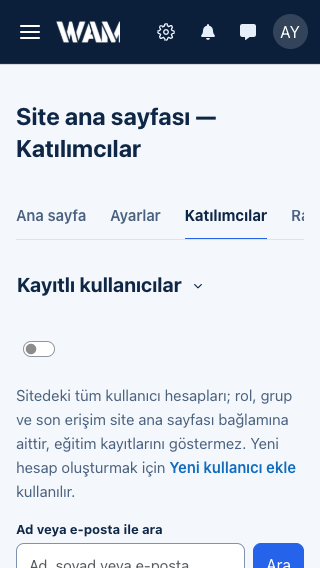 WAM
AY
Site ana sayfası —
Katılımcılar
Ana sayfa Ayarlar Katılımcılar Ra
Kayıtlı kullanıcılar
Sitedeki tüm kullanıcı hesapları; rol, grup
ve son erişim site ana sayfası bağlamına
aittir, eğitim kayıtlarını göstermez. Yeni
hesap oluşturmak için Yeni kullanıcı ekle
kullanılır.
Ad veya e-posta ile ara
Ad, soyad veya e-posta
Ara